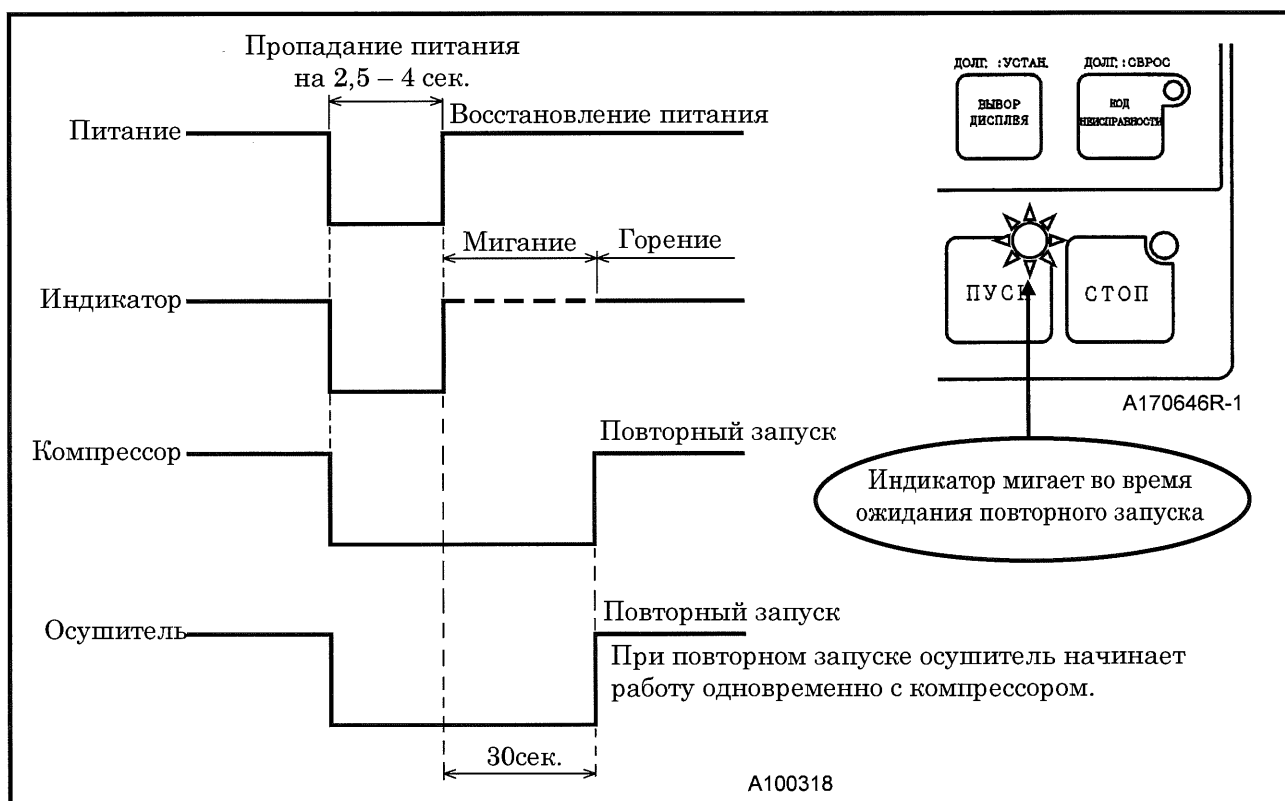 Пропадание питания
на 2,5 – 4 сек.
Питание
Восстановление питания
Мигание
Горение
Индикатор
Компрессор
Повторный запуск
Осушитель
Повторный запуск
При повторном запуске осушитель начинает
работу одновременно с компрессором.
30сек.
A100318
ДОЛГ. :УСТАН.
ДОЛГ. :СБРОС
ВЫБОР
ДИСПЛЕЯ
КОД
НЕИСПРАВНОСТИ
ПУСК
СТОП
A170646R-1
Индикатор мигает во время
ожидания повторного запуска